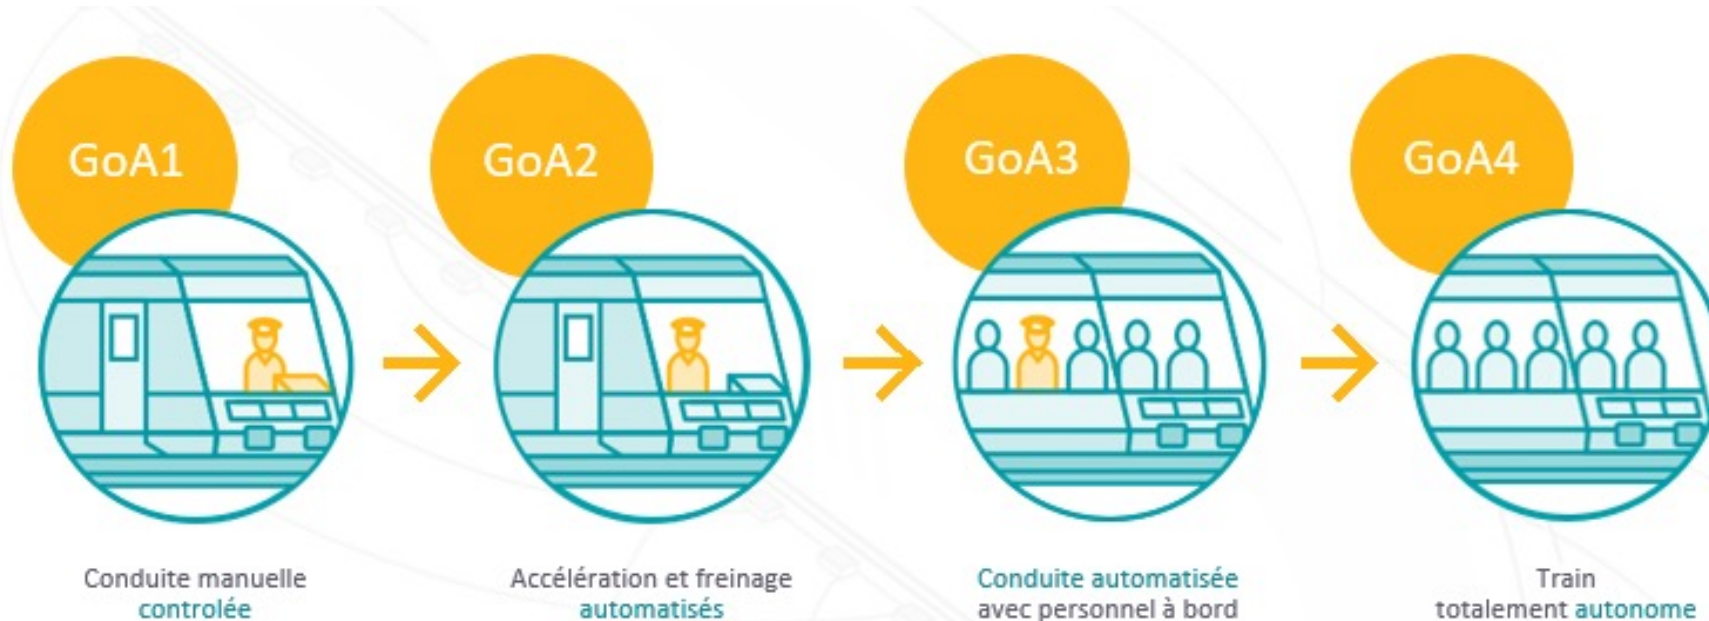 GoA1
GoA2
GoA3
GoA4
Conduite manuelle
controlée
Accélération et freinage
automatisés
Conduite automatisée
avec personnel à bord
Train
totalement autonome